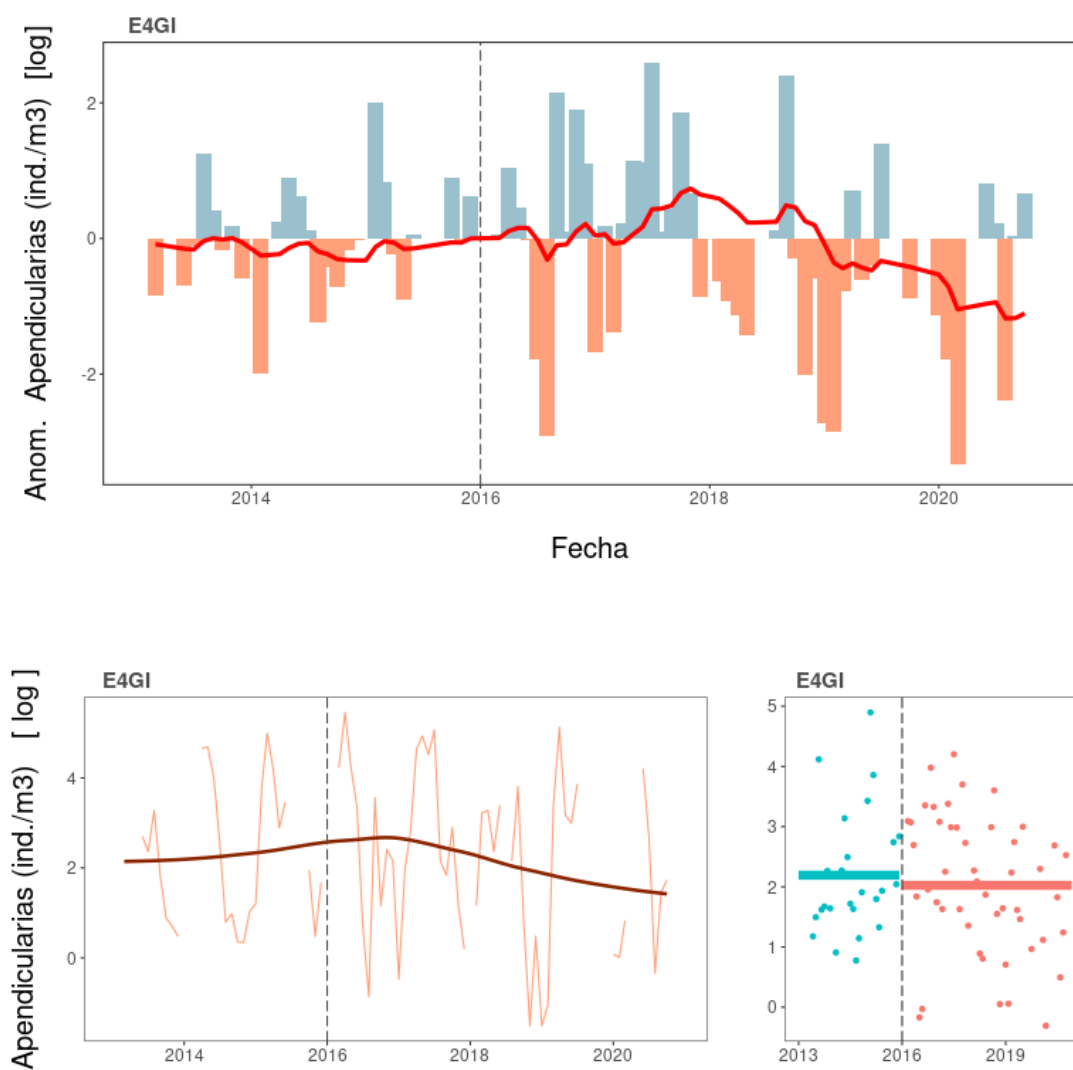 E4GI
Anom. Apendicularias (ind./m3) [log]
2
0
-2
2014 2016 2018 2020
Fecha
E4GI
Apendicularias (ind./m3) [ log ]
4
2
0
2014 2016 2018 2020
E4GI
5
4
3
2
1
0
2013 2016 2019